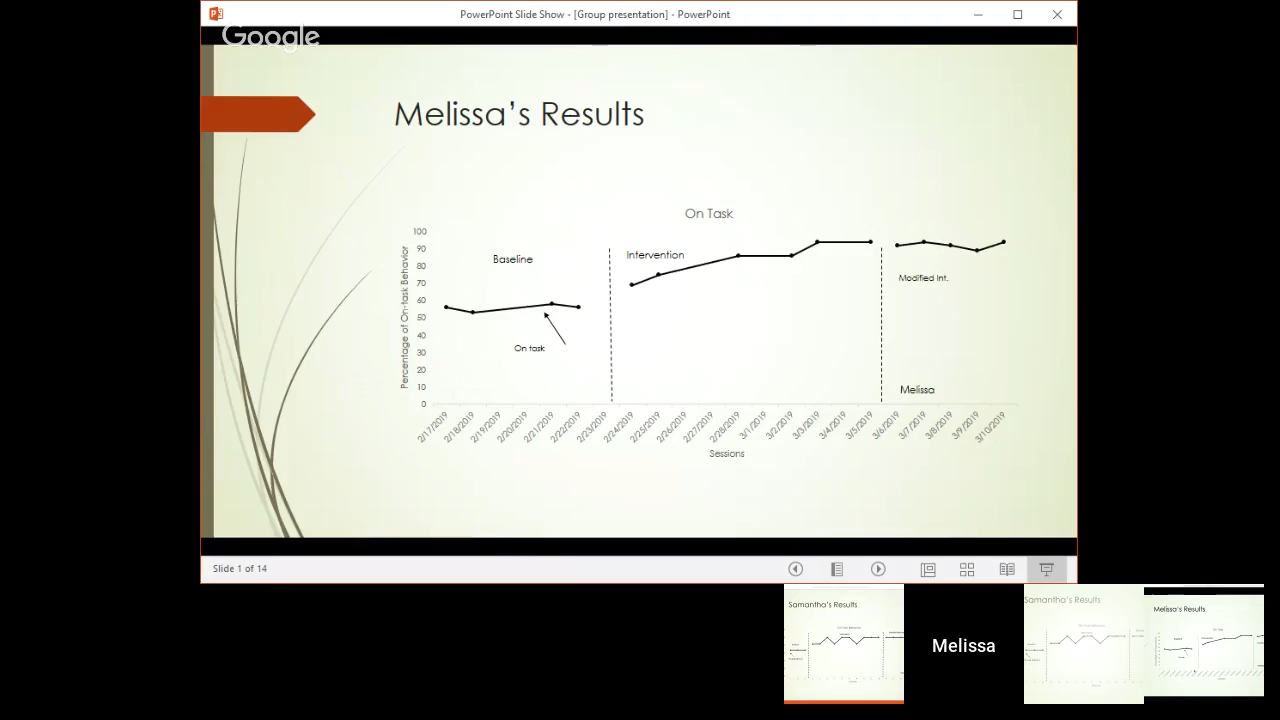 PowerPoint Slide Show - [Group presentation] - PowerPoint
Google
Melissa's Results
On Task
Percentage of On-task Behavior
100
90
80
70
60
50
40
30
20
10
0
Baseline
Intervention
Modified Int.
On task
Melissa
2/17/2019 2/18/2019 2/19/2019 2/20/2019 2/21/2019 2/22/2019 2/23/2019 2/24/2019 2/25/2019 2/26/2019 2/27/2019 2/28/2019 3/1/2019 3/2/2019 3/3/2019 3/4/2019 3/5/2019 3/6/2019 3/7/2019 3/8/2019 3/9/2019 3/10/2019
Sessions
Slide 1 of 14
Samantha's Results
Melissa
Samantha's Results
Melissa's Results